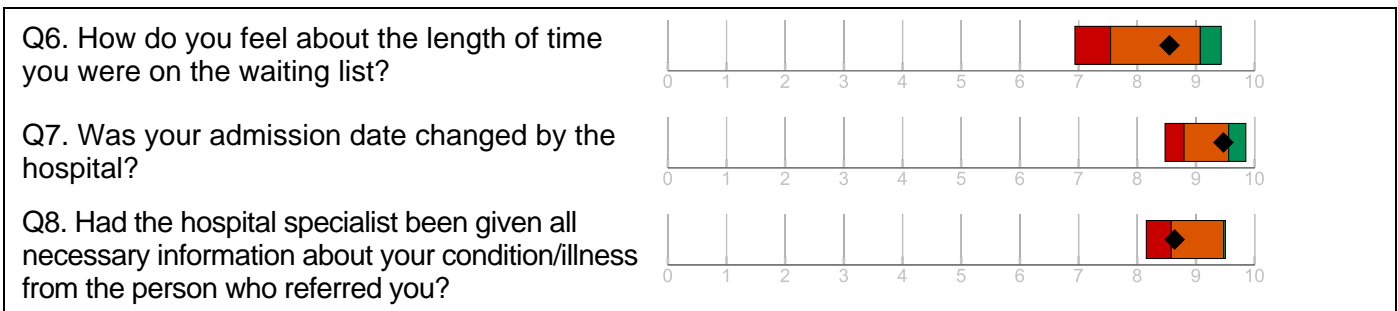 Q6. How do you feel about the length of time
you were on the waiting list?
0 1 2 3 4 5 6 7 8 9 10
Q7. Was your admission date changed by the
hospital?
0 1 2 3 4 5 6 7 8 9 10
Q8. Had the hospital specialist been given all
necessary information about your condition/illness
from the person who referred you?
0 1 2 3 4 5 6 7 8 9 10